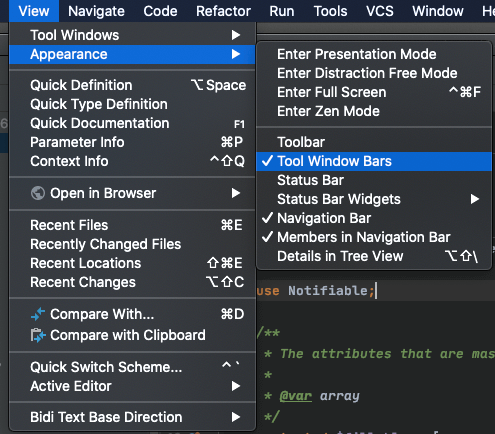 View Navigate Code Refactor Run Tools VCS Window He
Tool Windows
Appearance
Quick Definition ⌥Space
Quick Type Definition
Quick Documentation F1
Parameter Info ⌘P
Context Info ⌃⇧Q
Open in Browser
Recent Files ⌘E
Recently Changed Files
Recent Locations ⇧⌘E
Recent Changes ⌥⇧C
Compare With... ⌘D
Compare with Clipboard
Quick Switch Scheme... ⌃`
Active Editor
Bidi Text Base Direction
Enter Presentation Mode
Enter Distraction Free Mode
Enter Full Screen ⌃⌘F
Enter Zen Mode
Toolbar
✓ Tool Window Bars
Status Bar
Status Bar Widgets
✓ Navigation Bar
✓ Members in Navigation Bar
Details in Tree View ⌥⇧\
use Notifiable;
/**
* The attributes that are mas
*
* @var array
*/